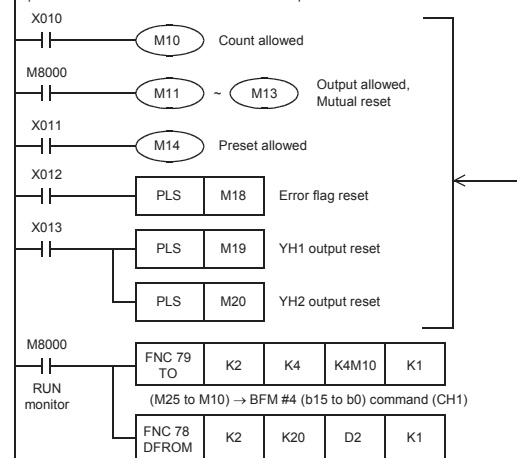 X010
M10 Count allowed
M8000
M11 ~ M13 Output allowed,
Mutual reset
X011
M14 Preset allowed
X012
PLS M18 Error flag reset
X013
PLS M19 YH1 output reset
PLS M20 YH2 output reset
M8000
RUN
monitor
FNC 79
TO K2 K4 K4M10 K1
(M25 to M10) → BFM #4 (b15 to b0) command (CH1)
FNC 78
DFROM K2 K20 D2 K1